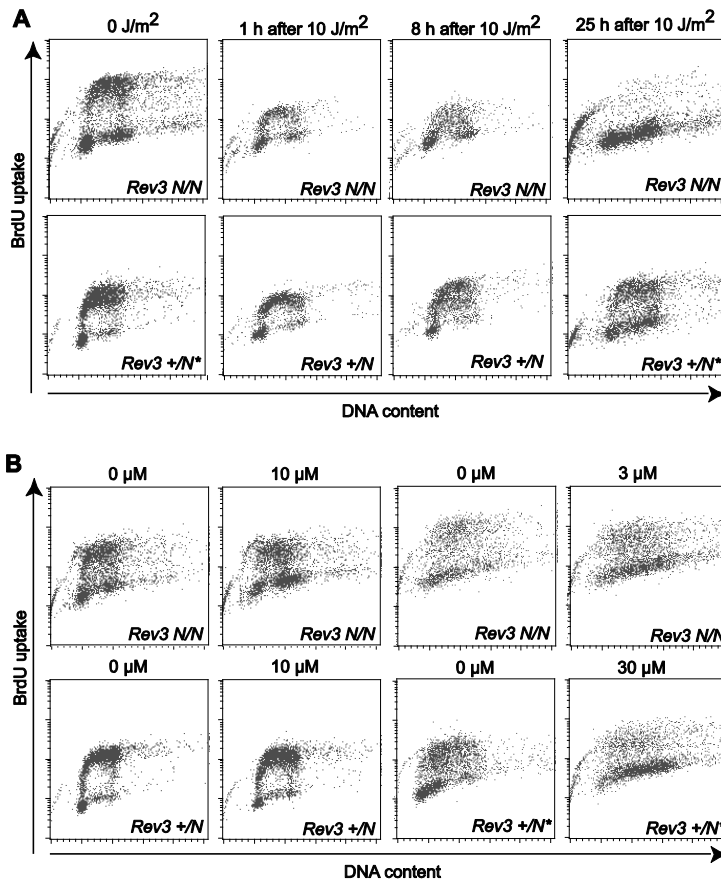 A
0 J/m2
1 h after 10 J/m2
8 h after 10 J/m2
25 h after 10 J/m2
BrdU uptake
Rev3 N/N
Rev3 N/N
Rev3 N/N
Rev3 N/N
Rev3 +/N*
Rev3 +/N
Rev3 +/N
Rev3 +/N*
DNA content
B
0 µM
10 µM
0 µM
3 µM
BrdU uptake
Rev3 N/N
Rev3 N/N
Rev3 N/N
Rev3 N/N
0 µM
10 µM
0 µM
30 µM
Rev3 +/N
Rev3 +/N
Rev3 +/N*
Rev3 +/N*
DNA content